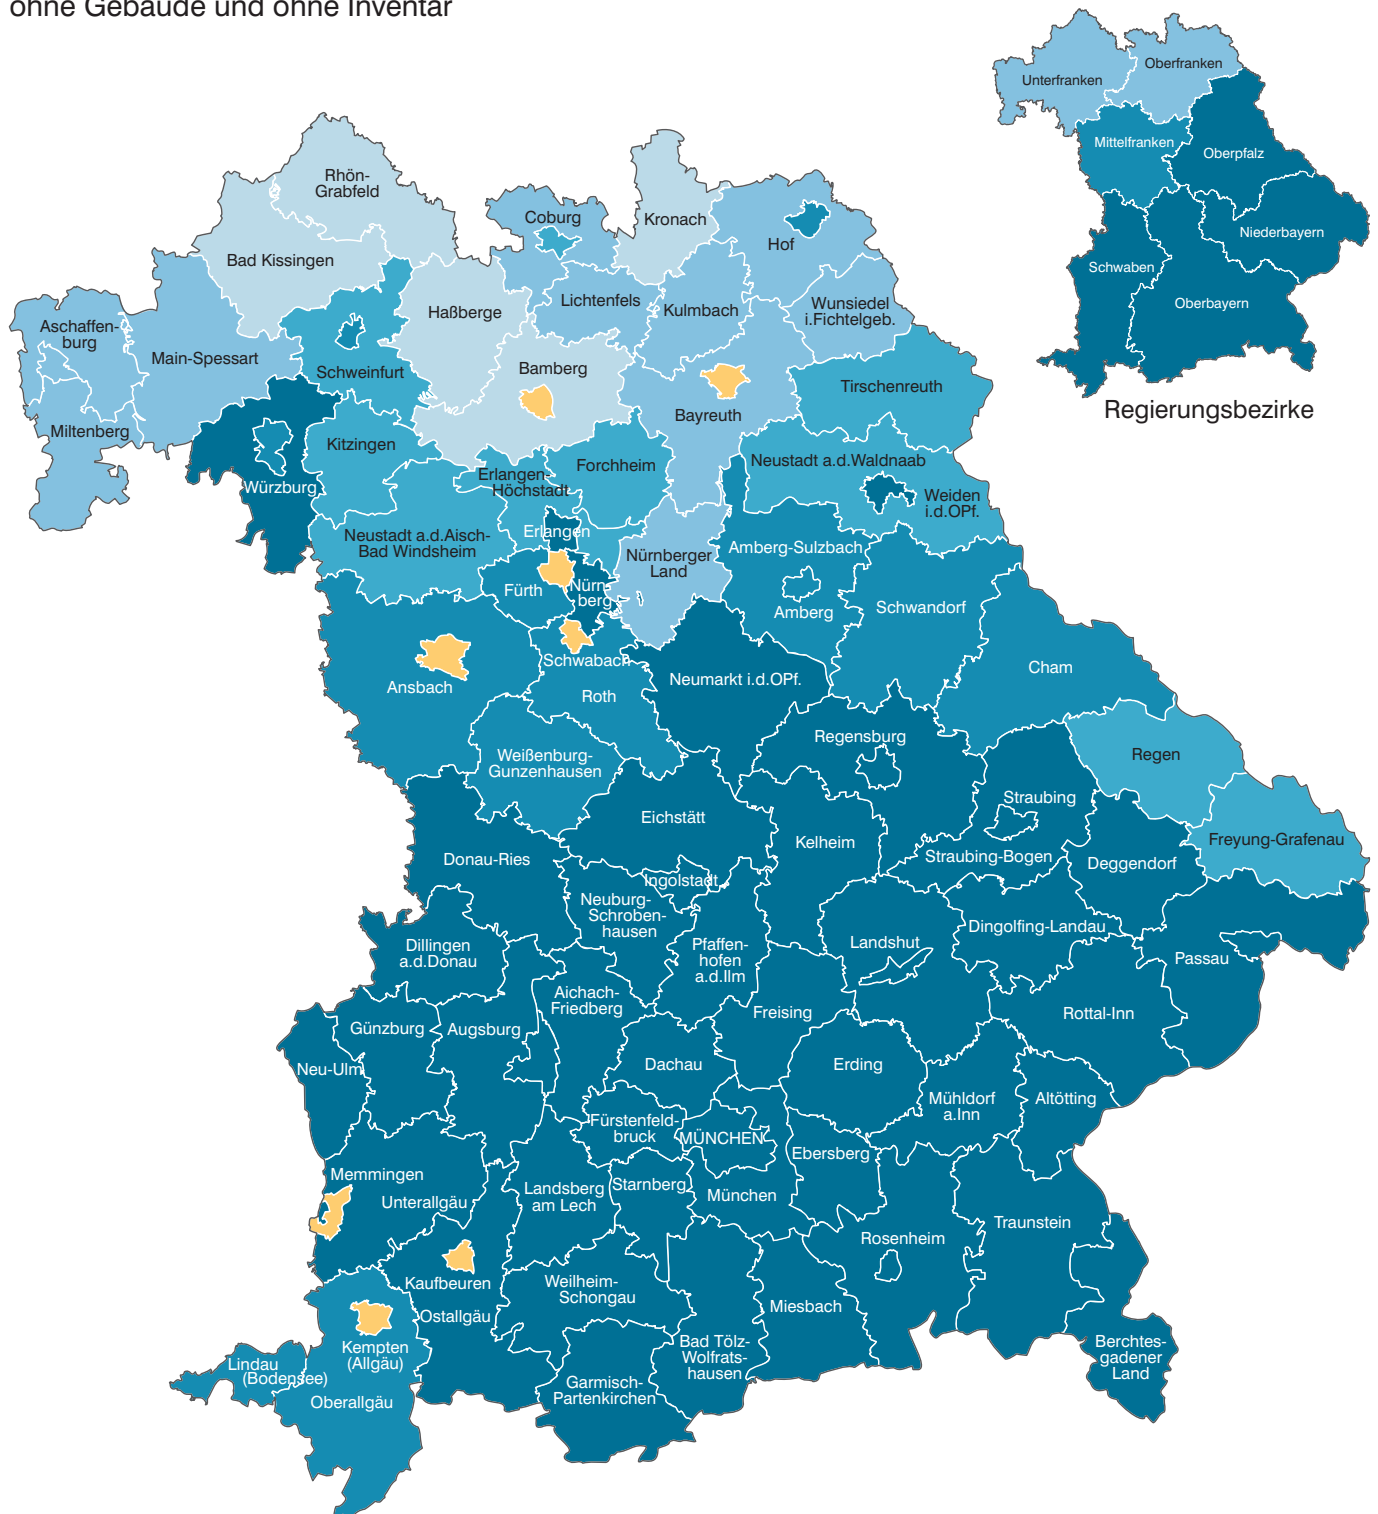 ohne Gebäude und ohne Inventar
Unterfranken
Oberfranken
Mittelfranken
Oberpfalz
Niederbayern
Schwaben
Oberbayern
Regierungsbezirke
Rhön-
Grabfeld
Bad Kissingen
Coburg
Kronach
Hof
Aschaffen-
burg
Main-Spessart
Miltenberg
Schweinfurt
Haßberge
Lichtenfels
Kulmbach
Wunsiedel
i.Fichtelgeb.
Bamberg
Bayreuth
Tirschenreuth
Würzburg
Kitzingen
Erlangen-
Höchstadt
Forchheim
Neustadt a.d.Waldnaab
Weiden
i.d.OPf.
Neustadt a.d.Aisch-
Bad Windsheim
Erlangen
Nürnberger
Land
Amberg-Sulzbach
Fürth
Nürn-
berg
Amberg
Schwandorf
Schwabach
Ansbach
Roth
Neumarkt i.d.OPf.
Cham
Weißenburg-
Gunzenhausen
Regensburg
Regen
Straubing
Eichstätt
Kelheim
Freyung-Grafenau
Donau-Ries
Straubing-Bogen
Deggendorf
Ingolstadt
Neuburg-
Schroben-
hausen
Dillingen
a.d.Donau
Pfaffen-
hofen
a.d.Ilm
Landshut
Dingolfing-Landau
Passau
Aichach-
Friedberg
Freising
Rottal-Inn
Günzburg
Augsburg
Neu-Ulm
Dachau
Erding
Mühldorf
a.Inn
Altötting
Fürstenfeld-
bruck
MÜNCHEN
Ebersberg
Memmingen
Unterallgäu
Landsberg
am Lech
Starnberg
München
Traunstein
Rosenheim
Kaufbeuren
Ostallgäu
Weilheim-
Schongau
Miesbach
Kempten
(Allgäu)
Lindau
(Bodensee)
Oberallgäu
Bad Tölz-
Wolfrats-
hausen
Garmisch-
Partenkirchen
Berchtes-
gadener
Land